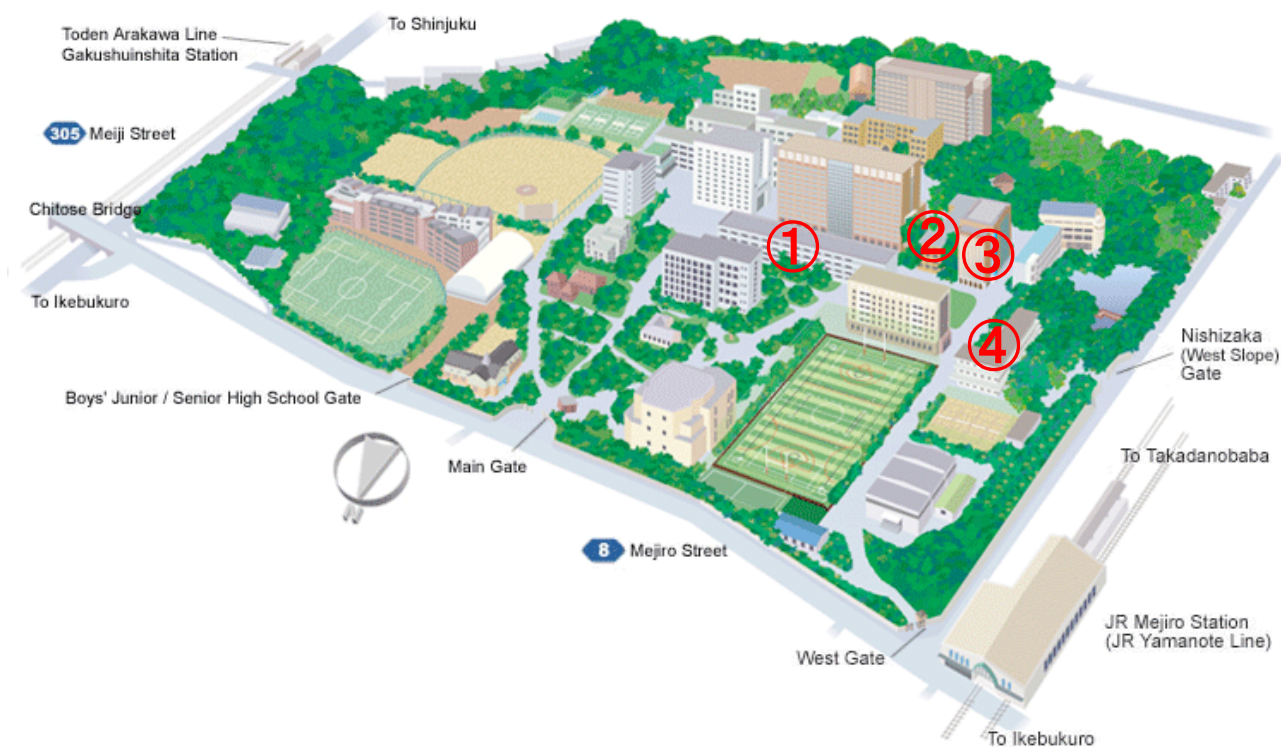 To Shinjuku
Toden Arakawa Line
Gakushuinshita Station
305 Meiji Street
Chitose Bridge
To Ikebukuro
①
②
③
④
Nishizaka
(West Slope)
Gate
Boys' Junior / Senior High School Gate
Main Gate
To Takadanobaba
N
8 Mejiro Street
JR Mejiro Station
(JR Yamanote Line)
West Gate
To Ikebukuro